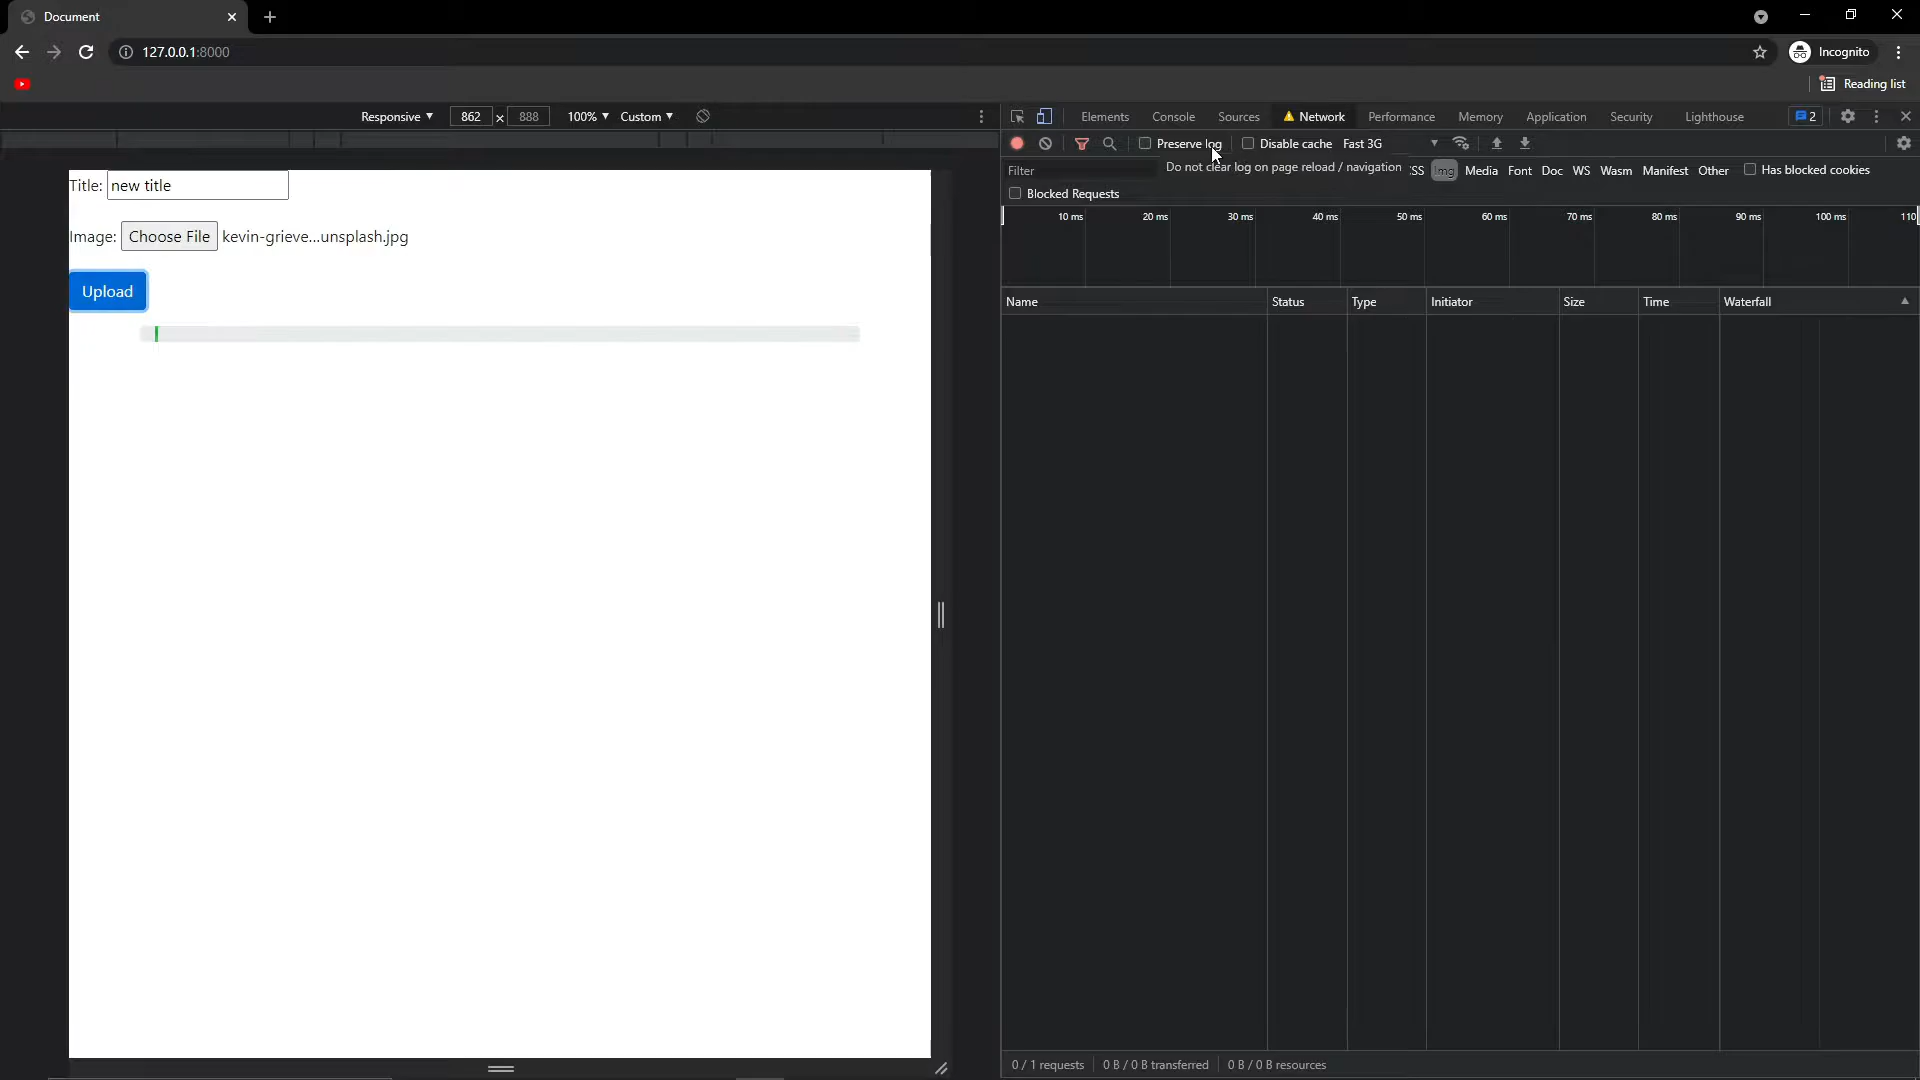 Document
127.0.0.1:8000
Incognito
Reading list
Responsive 862 x 888 100% Custom
Elements Console Sources Network Performance Memory Application Security Lighthouse 2
Preserve log Disable cache Fast 3G
Filter Do not clear log on page reload / navigation SS Img Media Font Doc WS Wasm Manifest Other Has blocked cookies
Blocked Requests
10 ms 20 ms 30 ms 40 ms 50 ms 60 ms 70 ms 80 ms 90 ms 100 ms 110
Name Status Type Initiator Size Time Waterfall
Title: new title
Image: Choose File kevin-grieve...unsplash.jpg
Upload
0 / 1 requests 0 B / 0 B transferred 0 B / 0 B resources